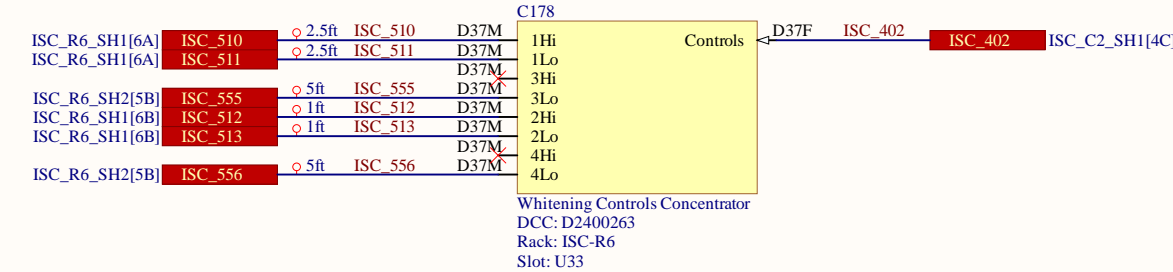 C178
ISC_R6_SH1[6A] ISC_510 2.5ft ISC_510 D37M 1Hi Controls D37F ISC_402 ISC_402 ISC_C2_SH1[4C]
ISC_R6_SH1[6A] ISC_511 2.5ft ISC_511 D37M 1Lo
D37M 3Hi
ISC_R6_SH2[5B] ISC_555 5ft ISC_555 D37M 3Lo
ISC_R6_SH1[6B] ISC_512 1ft ISC_512 D37M 2Hi
ISC_R6_SH1[6B] ISC_513 1ft ISC_513 D37M 2Lo
D37M 4Hi
ISC_R6_SH2[5B] ISC_556 5ft ISC_556 D37M 4Lo
Whitening Controls Concentrator
DCC: D2400263
Rack: ISC-R6
Slot: U33